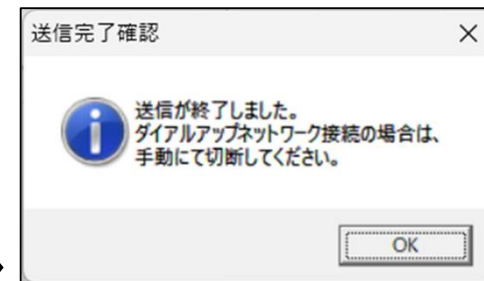 送信完了確認
送信が終了しました。
ダイアルアップネットワーク接続の場合は、
手動にて切断してください。
OK